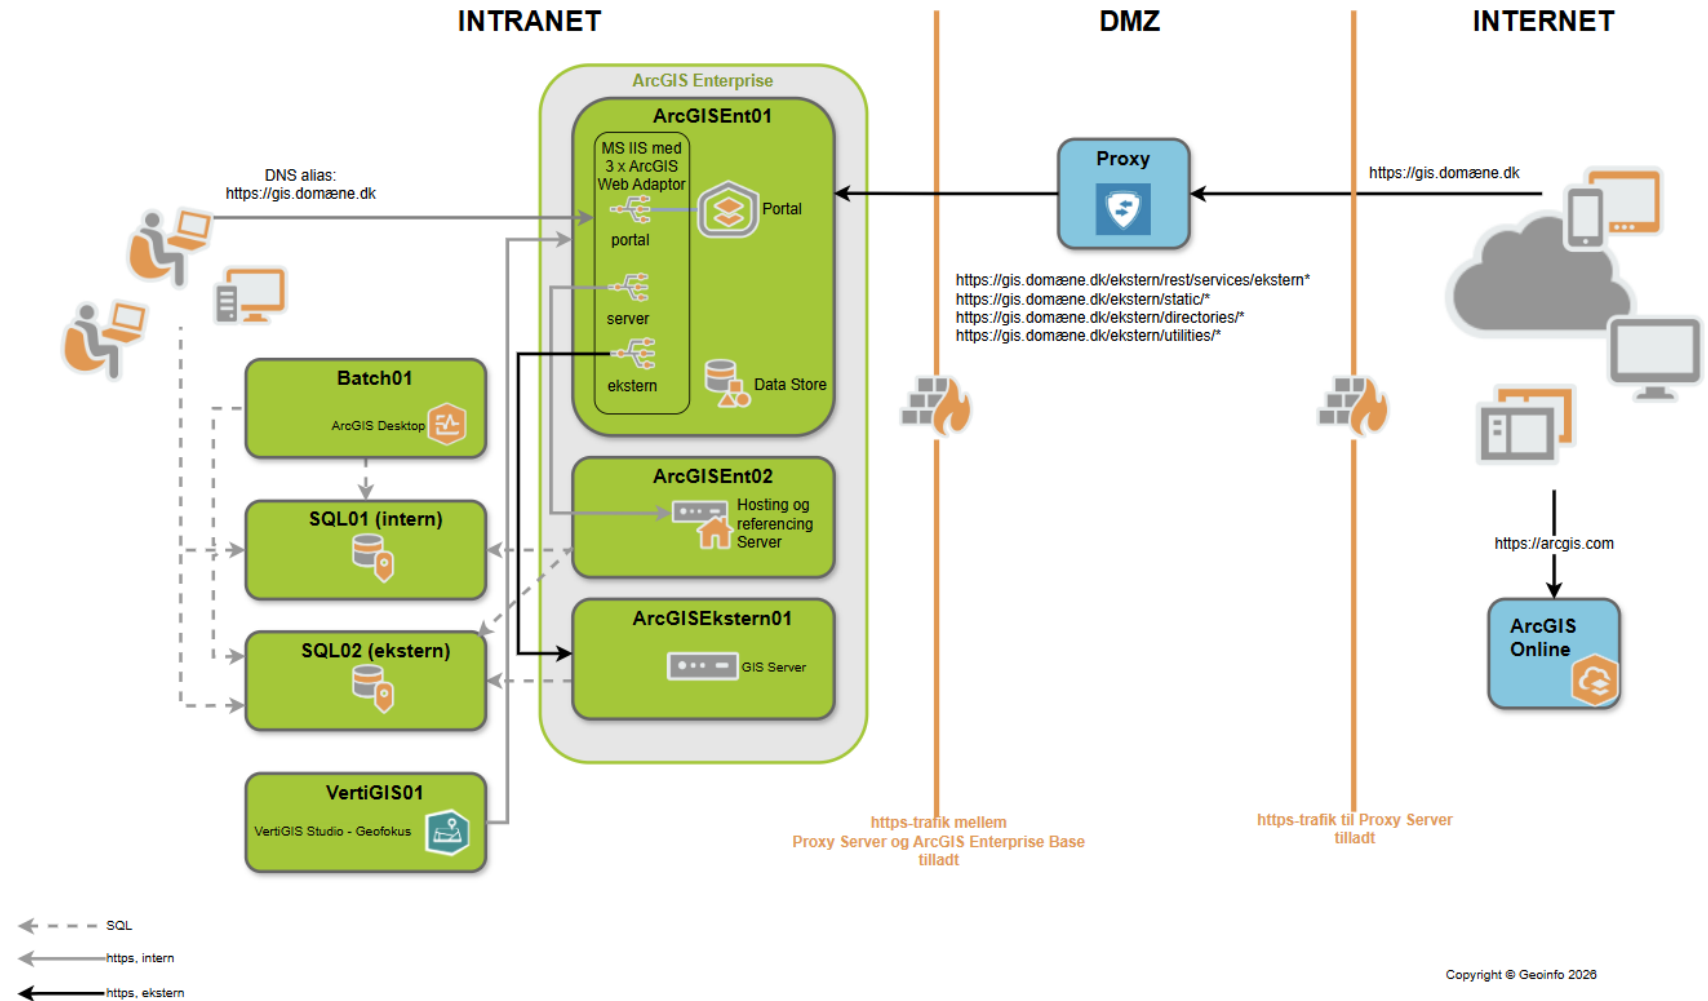 INTRANET
DMZ
INTERNET
ArcGIS Enterprise
ArcGISEnt01
MS IIS med
3 x ArcGIS
Web Adaptor
portal
Portal
server
ekstern
Data Store
DNS alias:
https://gis.domæne.dk
Proxy
https://gis.domæne.dk
https://gis.domæne.dk/ekstern/rest/services/ekstern*
https://gis.domæne.dk/ekstern/static/*
https://gis.domæne.dk/ekstern/directories/*
https://gis.domæne.dk/ekstern/utilities/*
Batch01
ArcGIS Desktop
ArcGISEnt02
Hosting og
referencing
Server
SQL01 (intern)
https://arcgis.com
ArcGISEkstern01
GIS Server
SQL02 (ekstern)
ArcGIS
Online
VertiGIS01
VertiGIS Studio - Geofokus
https-trafik mellem
Proxy Server og ArcGIS Enterprise Base
tilladt
https-trafik til Proxy Server
tilladt
SQL
https, intern
https, ekstern
Copyright © Geoinfo 2026